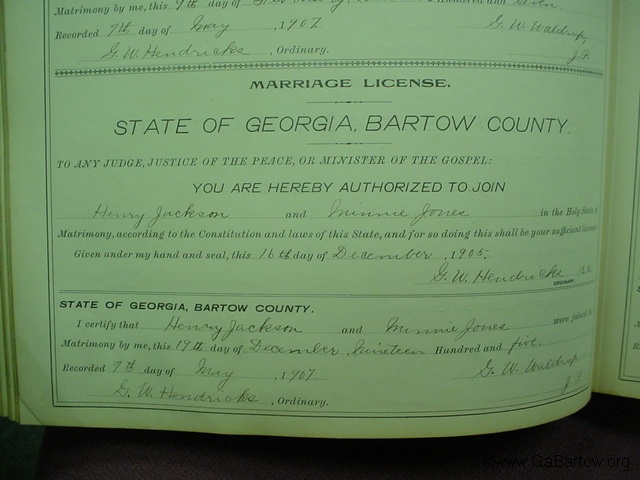 Matrimony by me, this 9th day of Hundred and Seven.
Recorded 7th day of May, 1907. G. W. Waldrup,
G. W. Hendricks, Ordinary. J. P.
MARRIAGE LICENSE.
STATE OF GEORGIA, BARTOW COUNTY.
TO ANY JUDGE, JUSTICE OF THE PEACE, OR MINISTER OF THE GOSPEL:
YOU ARE HEREBY AUTHORIZED TO JOIN
Henry Jackson and Minnie Jones in the Holy State of
Matrimony, according to the Constitution and laws of this State, and for so doing this shall be your sufficient license.
Given under my hand and seal, this 16th day of December, 1905.
G. W. Hendricks
ORDINARY
STATE OF GEORGIA, BARTOW COUNTY.
I certify that Henry Jackson and Minnie Jones were joined in
Matrimony by me, this 19th day of December, Nineteen Hundred and five.
Recorded 7th day of May, 1907 G. W. Waldrup
G. W. Hendricks, Ordinary. J. P.
©www.GaBartow.org